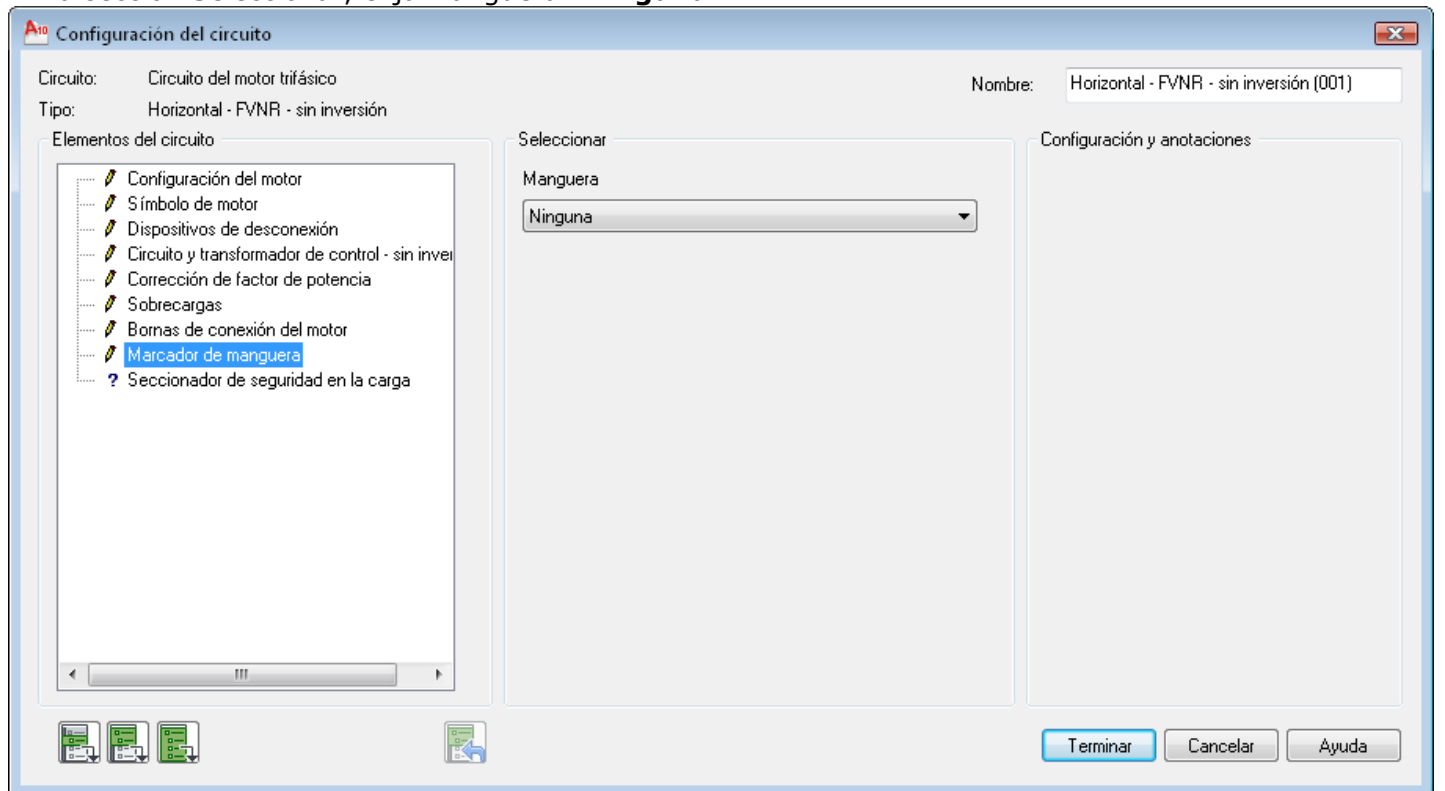 A10 Configuración del circuito
Circuito: Circuito del motor trifásico
Nombre: Horizontal - FVNR - sin inversión (001)
Tipo: Horizontal - FVNR - sin inversión
Elementos del circuito
Configuración del motor
Símbolo de motor
Dispositivos de desconexión
Circuito y transformador de control - sin inver
Corrección de factor de potencia
Sobrecargas
Bornas de conexión del motor
Marcador de manguera
? Seccionador de seguridad en la carga
Seleccionar
Manguera
Ninguna
Configuración y anotaciones
Terminar Cancelar Ayuda